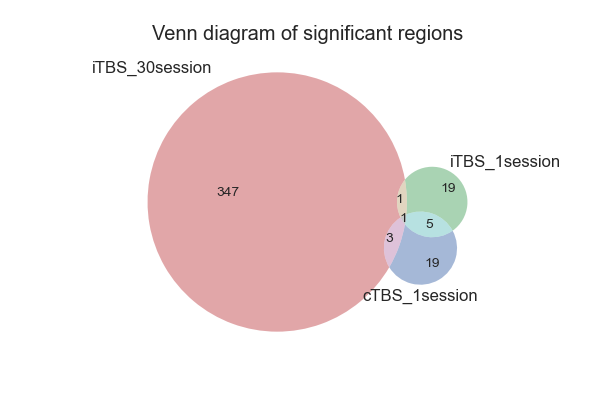 Venn diagram of significant regions
iTBS_30session
iTBS_1session
347
19
1
1
5
3
19
cTBS_1session